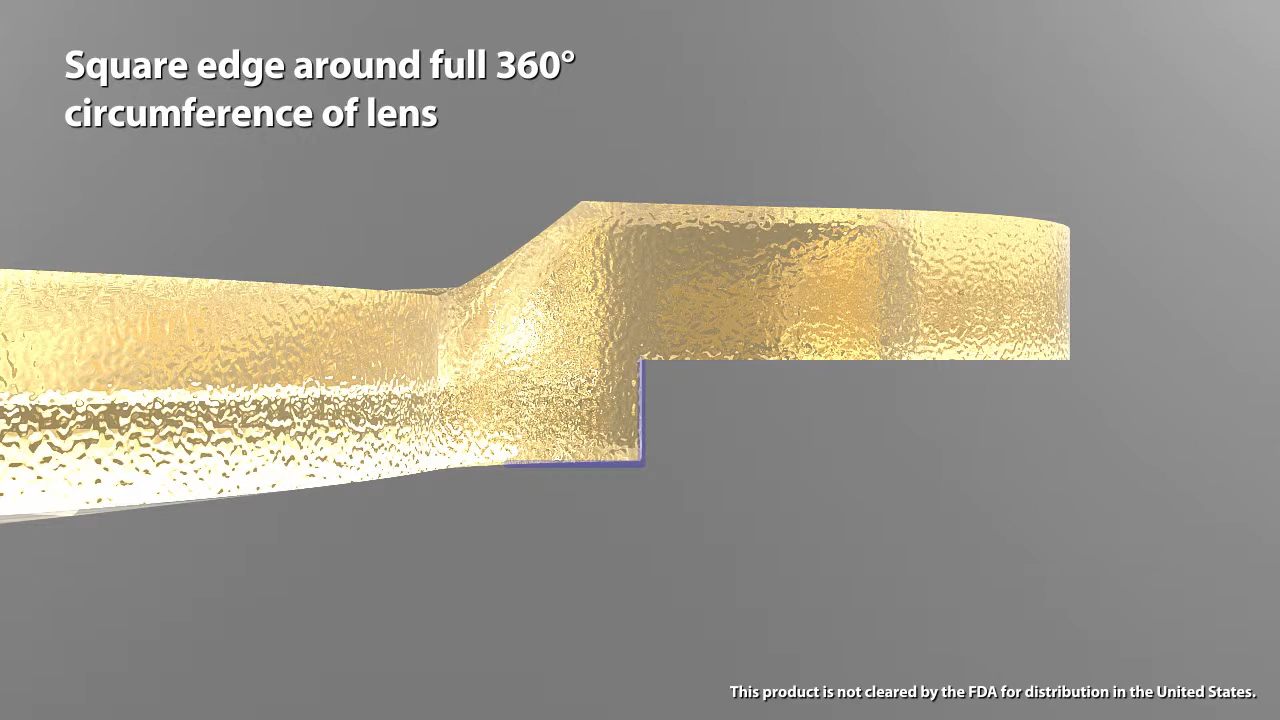 Square edge around full 360°
circumference of lens
This product is not cleared by the FDA for distribution in the United States.